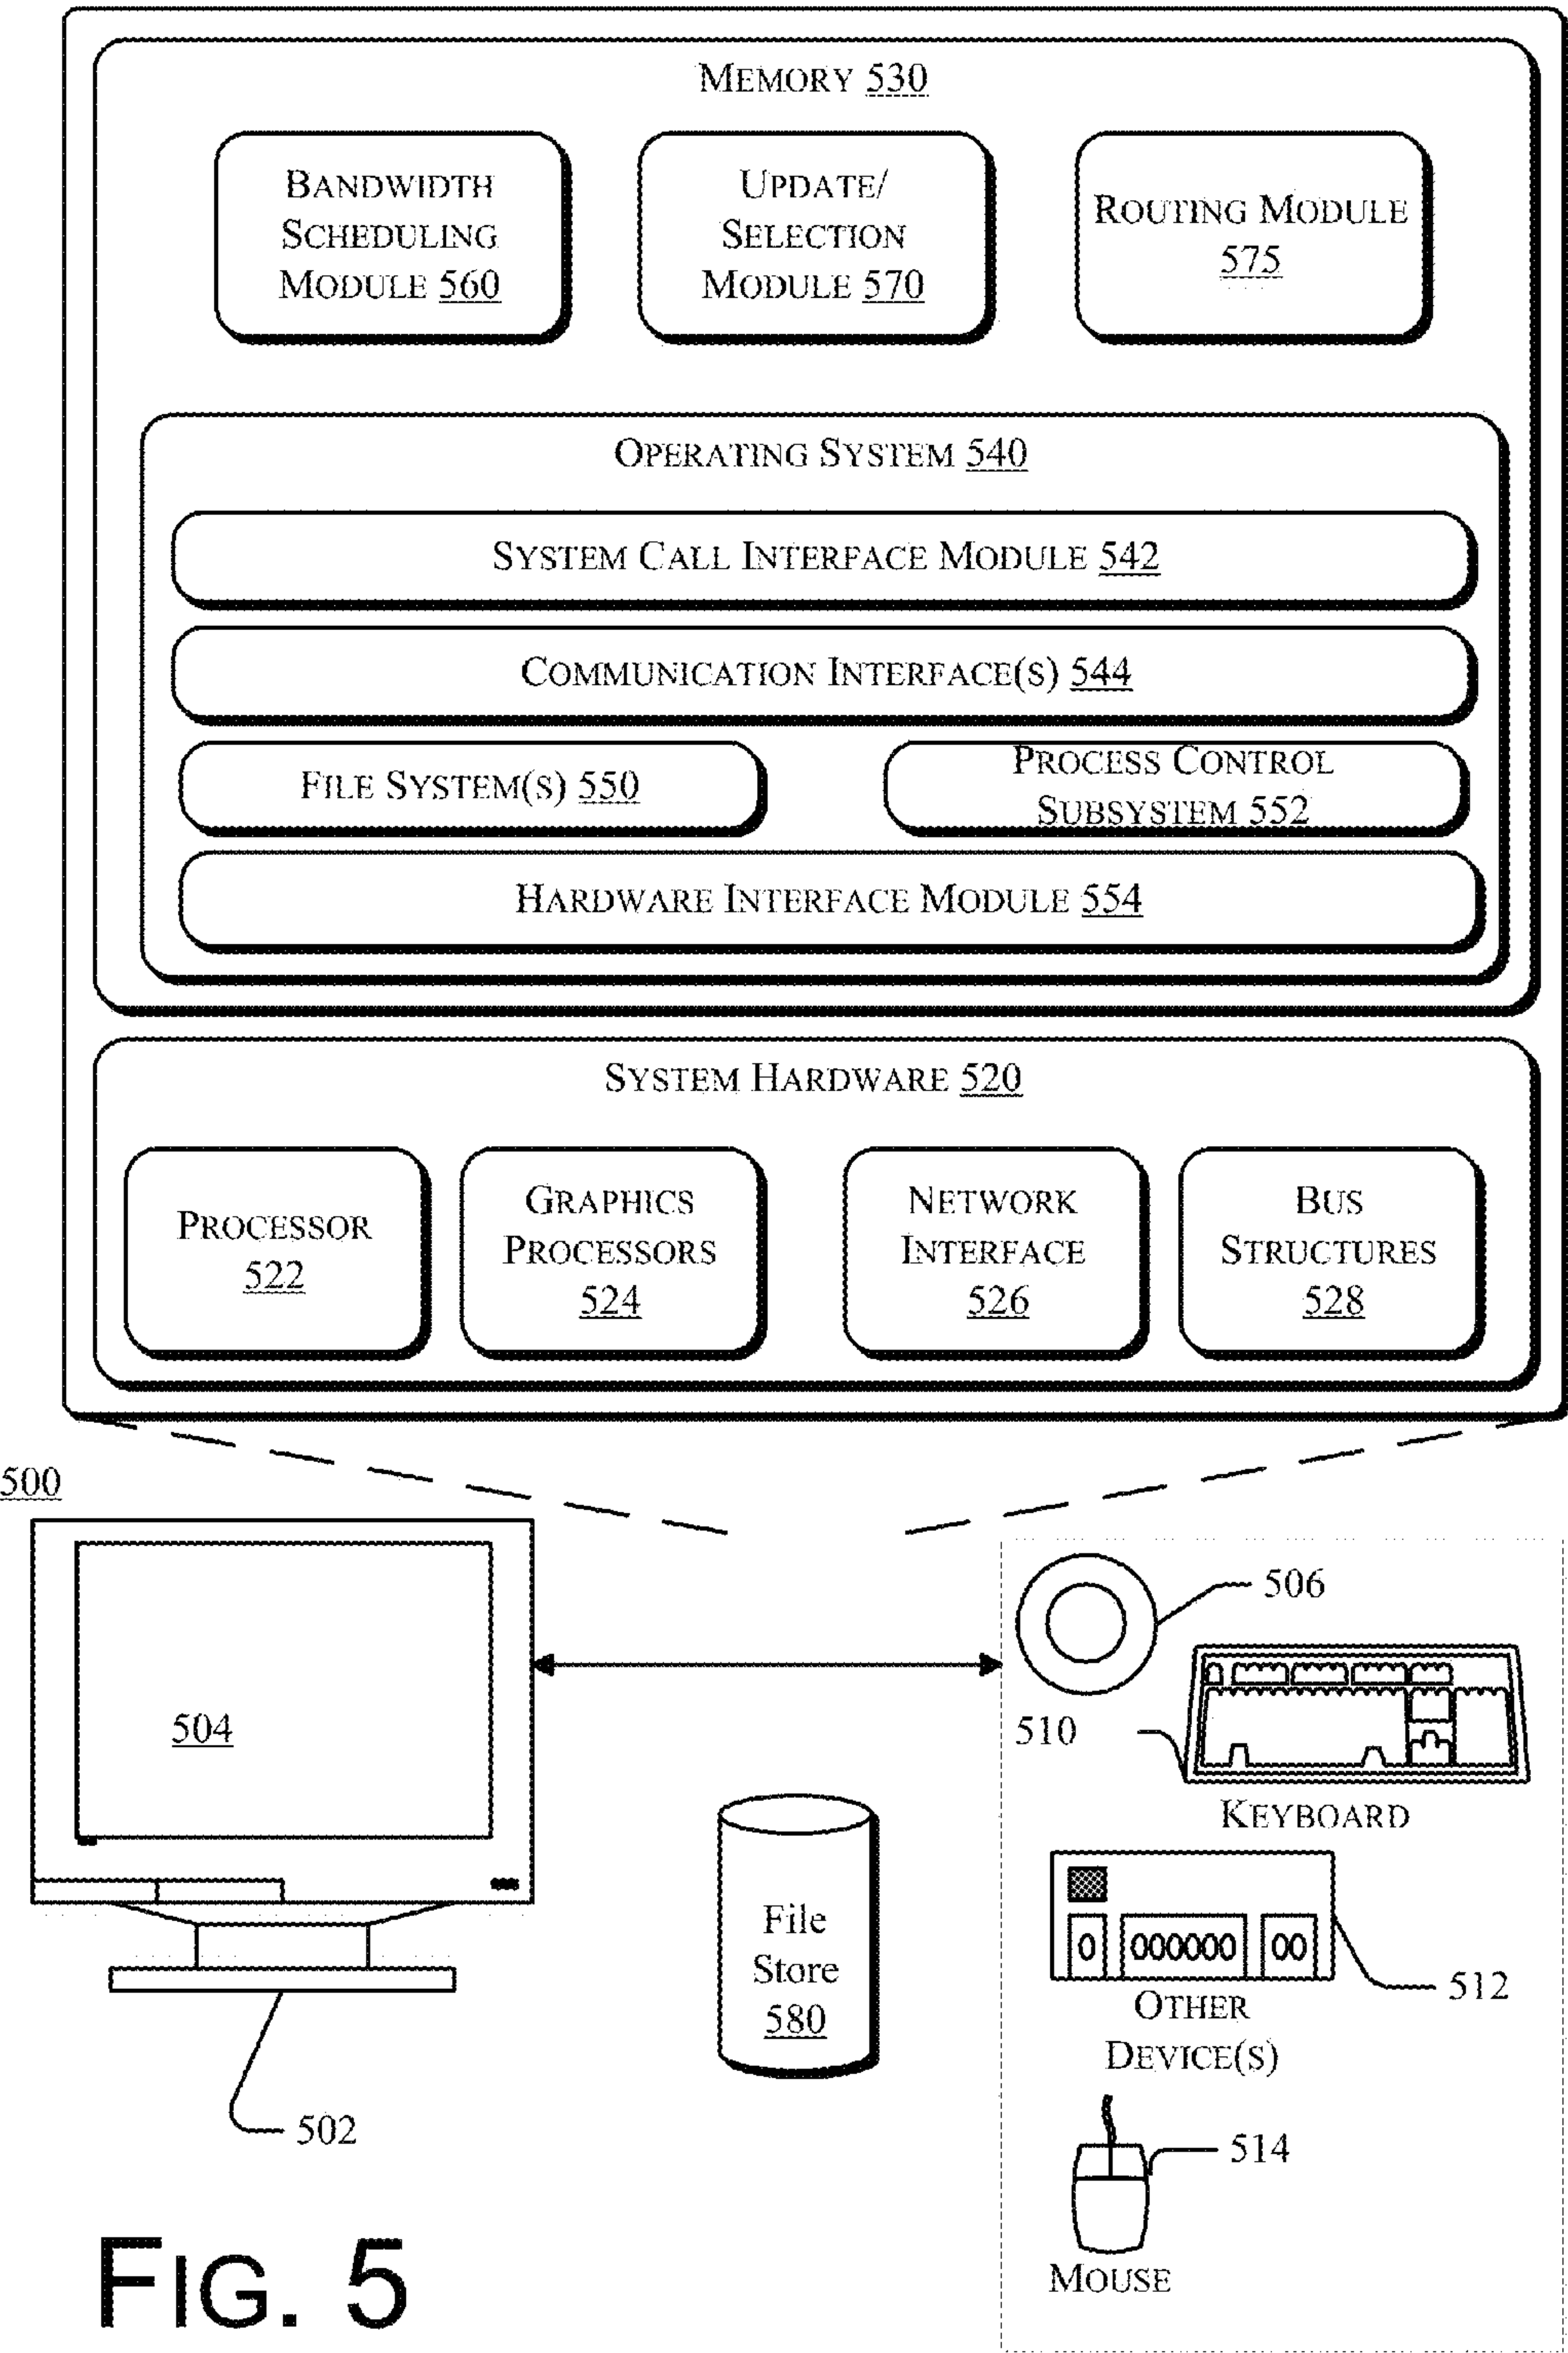 MEMORY 530
BANDWIDTH
SCHEDULING
MODULE 560
UPDATE/
SELECTION
MODULE 570
ROUTING MODULE
575
OPERATING SYSTEM 540
SYSTEM CALL INTERFACE MODULE 542
COMMUNICATION INTERFACE(S) 544
FILE SYSTEM(S) 550
PROCESS CONTROL
SUBSYSTEM 552
HARDWARE INTERFACE MODULE 554
SYSTEM HARDWARE 520
PROCESSOR
522
GRAPHICS
PROCESSORS
524
NETWORK
INTERFACE
526
BUS
STRUCTURES
528
500
504
502
File
Store
580
506
510
KEYBOARD
512
OTHER
DEVICE(S)
514
MOUSE
FIG. 5